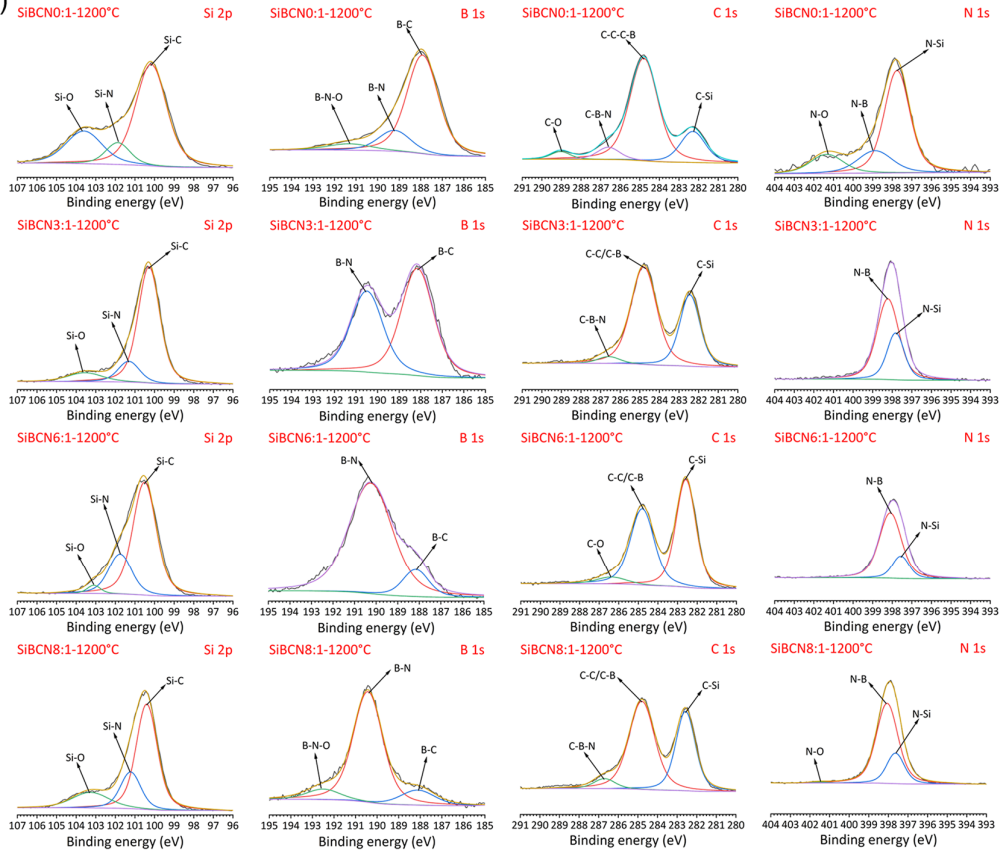 )
SiBCN0:1-1200°C Si 2p
Si-C
Si-O
Si-N
107 106 105 104 103 102 101 100 99 98 97 96
Binding energy (eV)
SiBCN0:1-1200°C B 1s
B-C
B-N-O
B-N
195 194 193 192 191 190 189 188 187 186 185
Binding energy (eV)
SiBCN0:1-1200°C C 1s
C-C-C-B
C-O
C-B-N
C-Si
291 290 289 288 287 286 285 284 283 282 281 280
Binding energy (eV)
SiBCN0:1-1200°C N 1s
N-Si
N-O
N-B
404 403 402 401 400 399 398 397 396 395 394 393
Binding energy (eV)
SiBCN3:1-1200°C Si 2p
Si-C
Si-N
Si-O
107 106 105 104 103 102 101 100 99 98 97 96
Binding energy (eV)
SiBCN3:1-1200°C B 1s
B-N
B-C
195 194 193 192 191 190 189 188 187 186 185
Binding energy (eV)
SiBCN3:1-1200°C C 1s
C-C/C-B
C-Si
C-B-N
291 290 289 288 287 286 285 284 283 282 281 280
Binding energy (eV)
SiBCN3:1-1200°C N 1s
N-B
N-Si
404 403 402 401 400 399 398 397 396 395 394 393
Binding energy (eV)
SiBCN6:1-1200°C Si 2p
Si-C
Si-N
Si-O
107 106 105 104 103 102 101 100 99 98 97 96
Binding energy (eV)
SiBCN6:1-1200°C B 1s
B-N
B-C
195 194 193 192 191 190 189 188 187 186 185
Binding energy (eV)
SiBCN6:1-1200°C C 1s
C-Si
C-C/C-B
C-O
291 290 289 288 287 286 285 284 283 282 281 280
Binding energy (eV)
SiBCN6:1-1200°C N 1s
N-B
N-Si
404 403 402 401 400 399 398 397 396 395 394 393
Binding energy (eV)
SiBCN8:1-1200°C Si 2p
Si-C
Si-N
Si-O
107 106 105 104 103 102 101 100 99 98 97 96
Binding energy (eV)
SiBCN8:1-1200°C B 1s
B-N
B-N-O
B-C
195 194 193 192 191 190 189 188 187 186 185
Binding energy (eV)
SiBCN8:1-1200°C C 1s
C-C/C-B
C-Si
C-B-N
291 290 289 288 287 286 285 284 283 282 281 280
Binding energy (eV)
SiBCN8:1-1200°C N 1s
N-B
N-Si
N-O
404 403 402 401 400 399 398 397 396 395 394 393
Binding energy (eV)